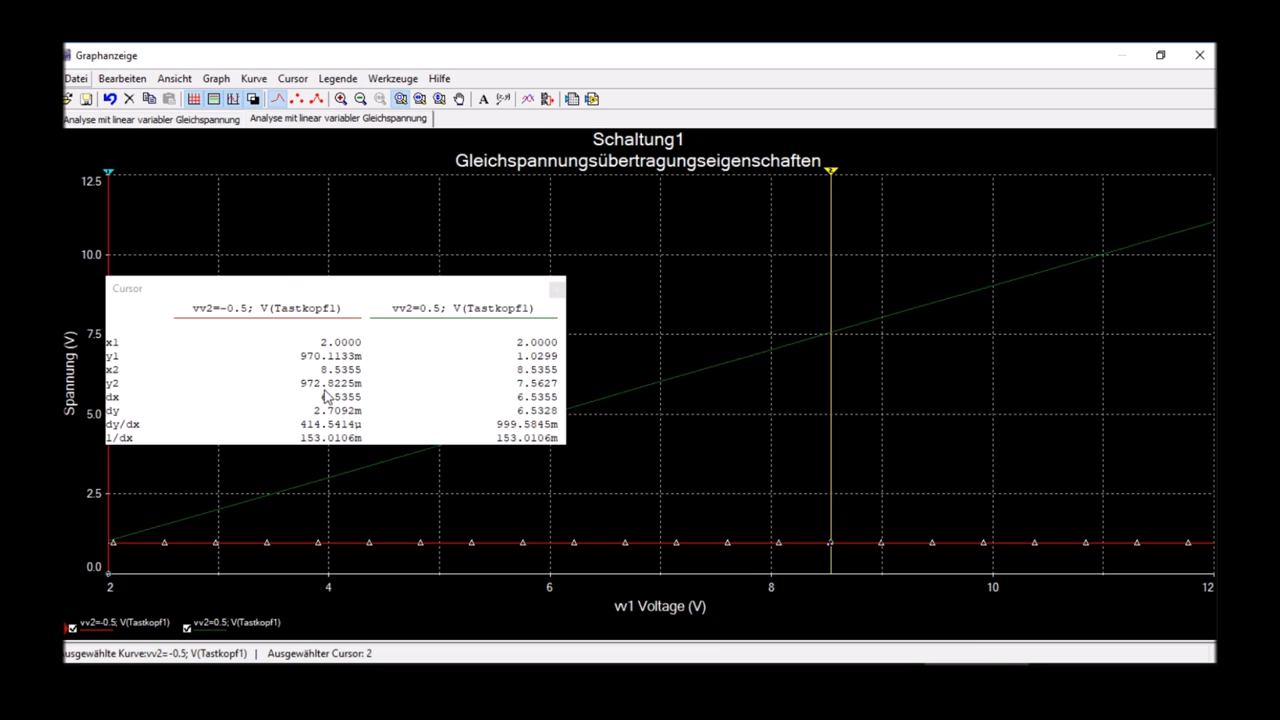 Graphanzeige
Datei Bearbeiten Ansicht Graph Kurve Cursor Legende Werkzeuge Hilfe
Analyse mit linear variabler Gleichspannung Analyse mit linear variabler Gleichspannung
Schaltung1
Gleichspannungsübertragungseigenschaften
12.5
10.0
7.5
5.0
2.5
0.0
Spannung (V)
Cursor
vv2=-0.5; V(Tastkopf1) vv2=0.5; V(Tastkopf1)
x1 2.0000 2.0000
y1 970.1133m 1.0299
x2 8.5355 8.5355
y2 972.8225m 7.5627
dx .5355 6.5355
dy 2.7092m 6.5328
dy/dx 414.5414µ 999.5845m
1/dx 153.0106m 153.0106m
2 4 6 8 10 12
vv1 Voltage (V)
vv2=-0.5; V(Tastkopf1) vv2=0.5; V(Tastkopf1)
usgewählte Kurve:vv2=-0.5; V(Tastkopf1) | Ausgewählter Cursor: 2